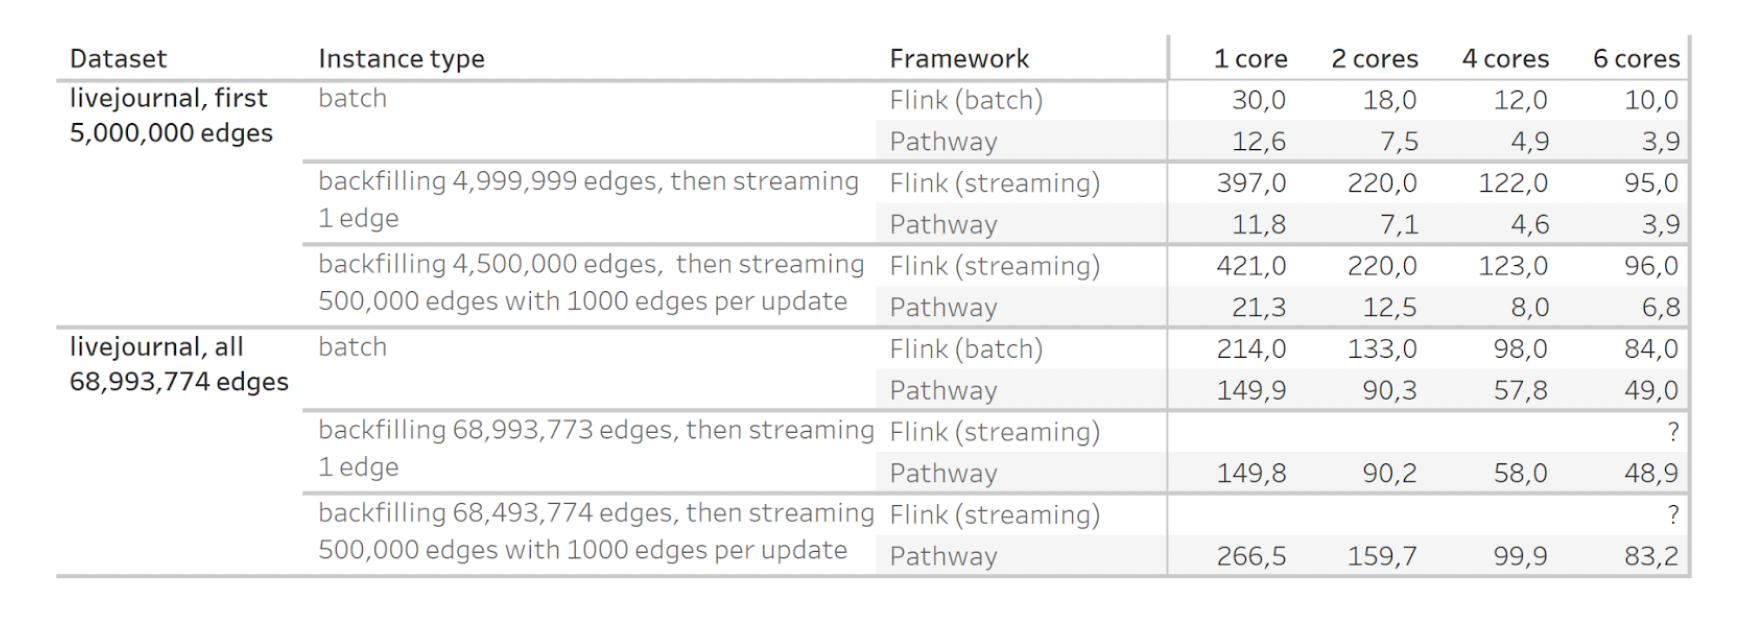 Dataset Instance type Framework 1 core 2 cores 4 cores 6 cores
livejournal, first batch Flink (batch) 30,0 18,0 12,0 10,0
5,000,000 edges Pathway 12,6 7,5 4,9 3,9
backfilling 4,999,999 edges, then streaming Flink (streaming) 397,0 220,0 122,0 95,0
1 edge Pathway 11,8 7,1 4,6 3,9
backfilling 4,500,000 edges, then streaming Flink (streaming) 421,0 220,0 123,0 96,0
500,000 edges with 1000 edges per update Pathway 21,3 12,5 8,0 6,8
livejournal, all batch Flink (batch) 214,0 133,0 98,0 84,0
68,993,774 edges Pathway 149,9 90,3 57,8 49,0
backfilling 68,993,773 edges, then streaming Flink (streaming) ?
1 edge Pathway 149,8 90,2 58,0 48,9
backfilling 68,493,774 edges, then streaming Flink (streaming) ?
500,000 edges with 1000 edges per update Pathway 266,5 159,7 99,9 83,2